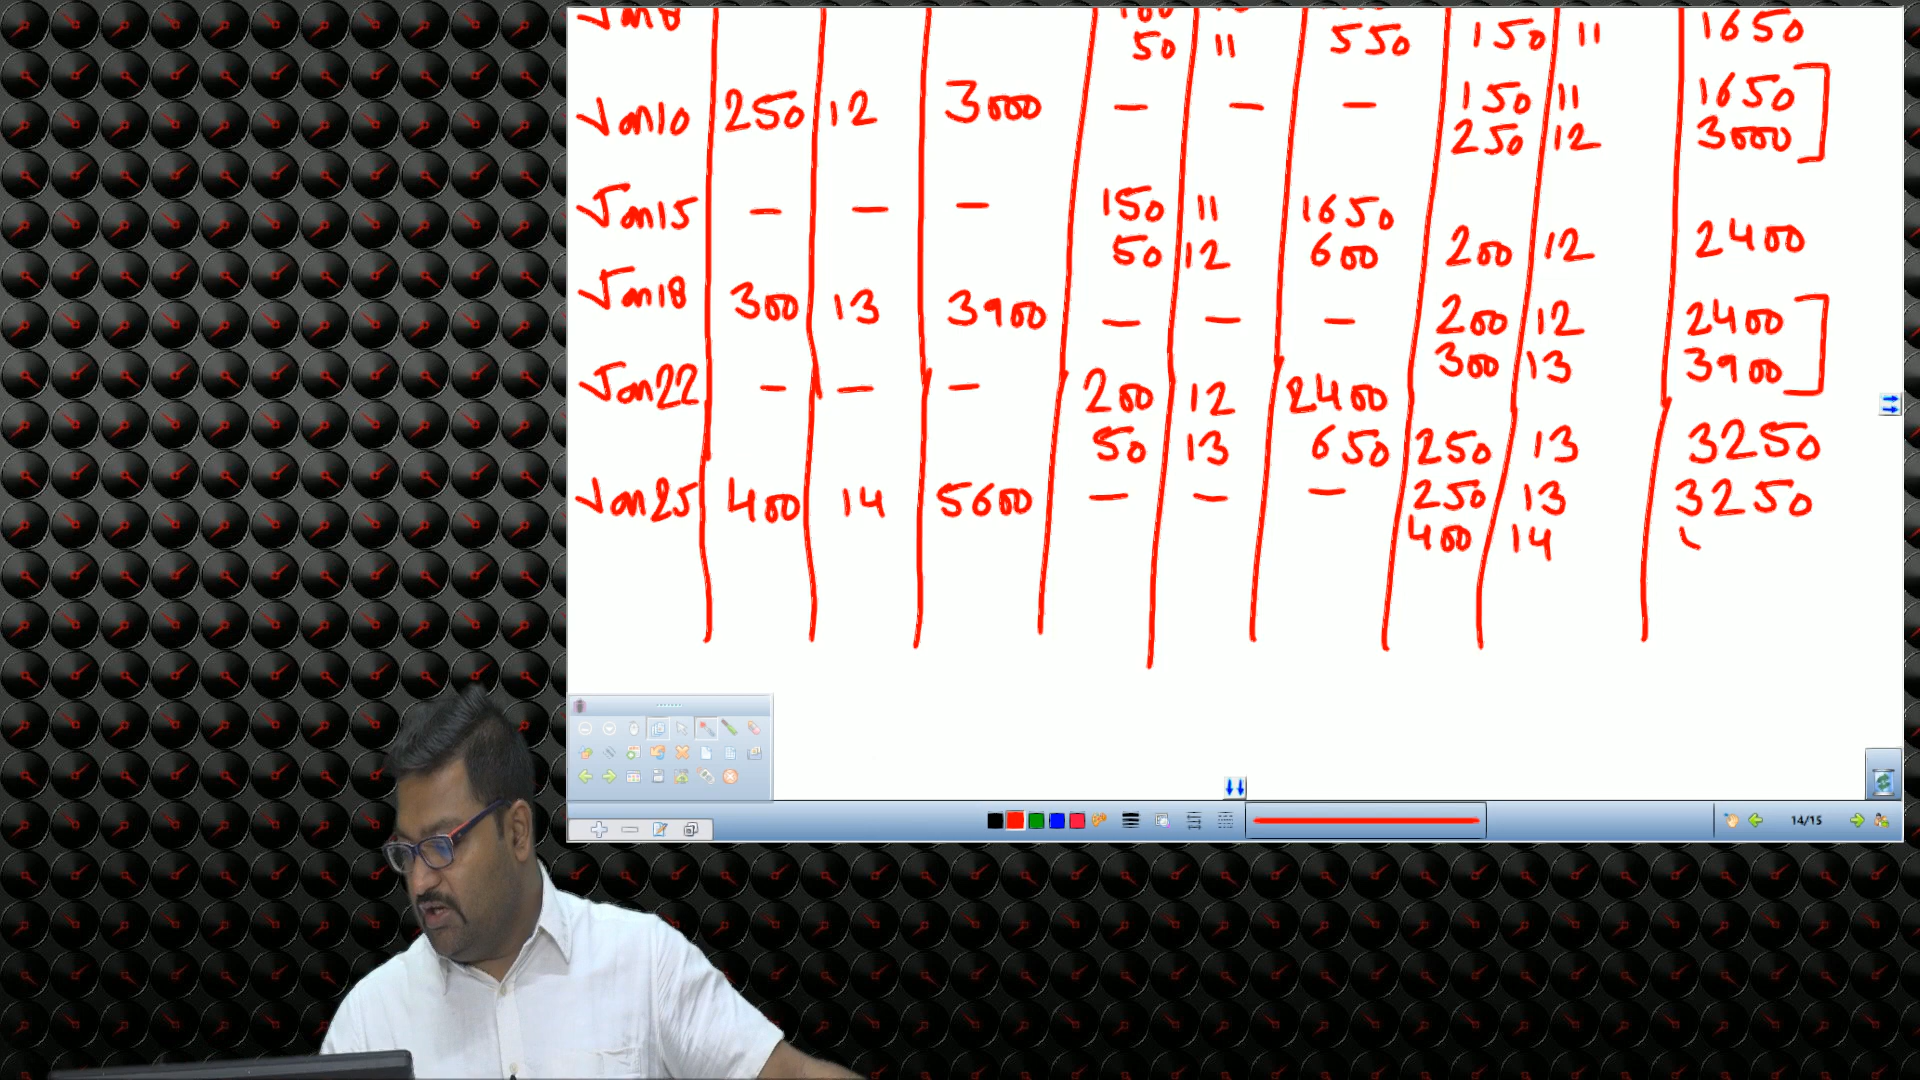 Jan8 50 11 550 150 11 1650
Jan10 250 12 3000 — — — 150 11 1650
250 12 3000
Jan15 — — — 150 11 1650
50 12 600 200 12 2400
Jan18 300 13 3900 — — — 200 12 2400
300 13 3900
Jan22 — — — 200 12 2400
50 13 650 250 13 3250
Jan25 400 14 5600 — — — 250 13 3250
400 14
14/15